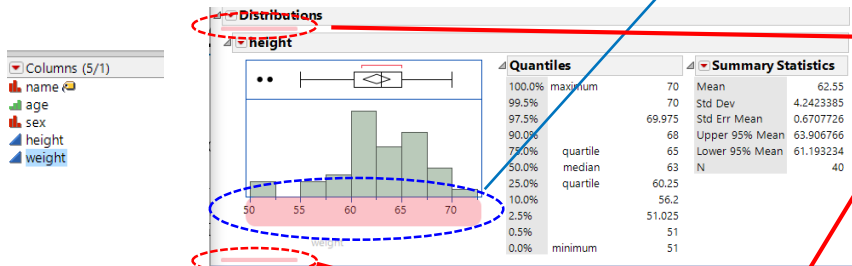 Columns (5/1)
name
age
sex
height
weight
Distributions
height
50 55 60 65 70
weight
Quantiles
100.0% maximum 70
99.5% 70
97.5% 69.975
90.0% 68
75.0% quartile 65
50.0% median 63
25.0% quartile 60.25
10.0% 56.2
2.5% 51.025
0.5% 51
0.0% minimum 51
Summary Statistics
Mean 62.55
Std Dev 4.2423385
Std Err Mean 0.6707726
Upper 95% Mean 63.906766
Lower 95% Mean 61.193234
N 40